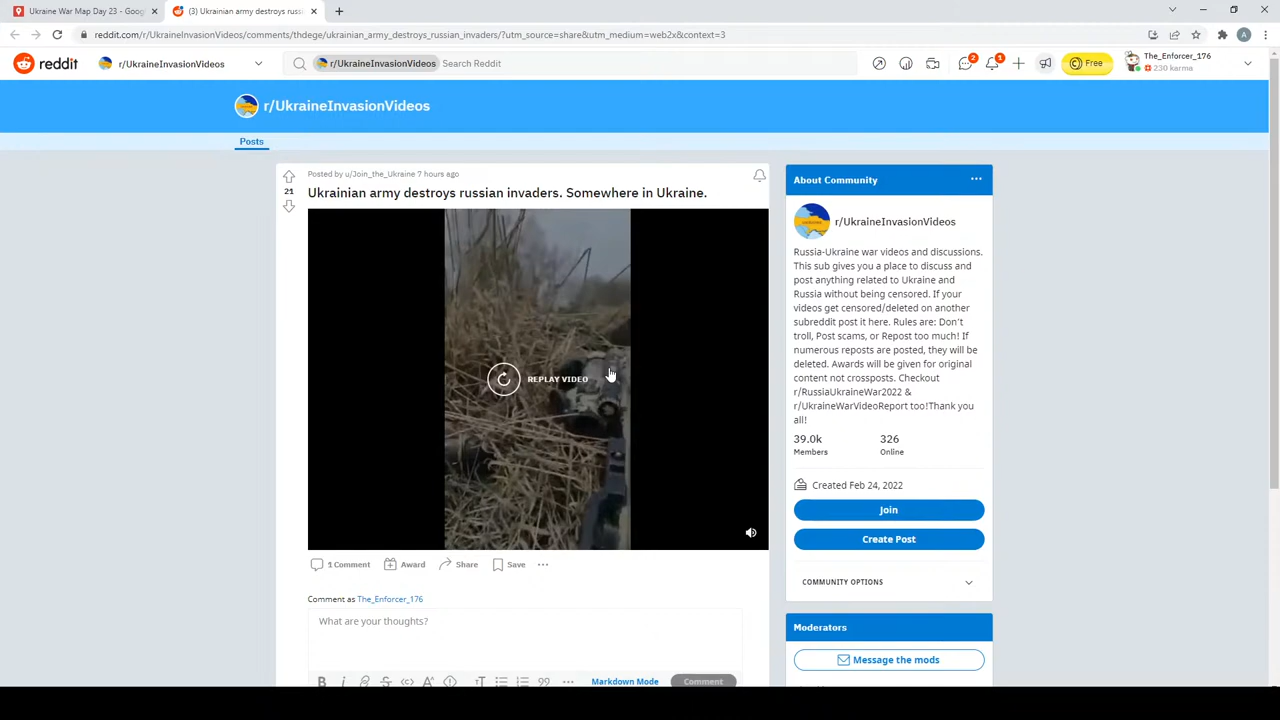 Ukraine War Map Day 23 - Goog
(3) Ukrainian army destroys russi
reddit.com/r/UkraineInvasionVideos/comments/thdege/ukrainian_army_destroys_russian_invaders/?utm_source=share&utm_medium=web2x&context=3
reddit
r/UkraineInvasionVideos
r/UkraineInvasionVideos
Search Reddit
2
1
Free
The_Enforcer_176
230 karma
A
r/UkraineInvasionVideos
Posts
21
Posted by u/Join_the_Ukraine 7 hours ago
Ukrainian army destroys russian invaders. Somewhere in Ukraine.
REPLAY VIDEO
1 Comment
Award
Share
Save
Comment as The_Enforcer_176
What are your thoughts?
Markdown Mode
Comment
About Community
r/UkraineInvasionVideos
Russia-Ukraine war videos and discussions.
This sub gives you a place to discuss and
post anything related to Ukraine and
Russia without being censored. If your
videos get censored/deleted on another
subreddit post it here. Rules are: Don't
troll, Post scams, or Repost too much! If
numerous reposts are posted, they will be
deleted. Awards will be given for original
content not crossposts. Checkout
r/RussiaUkraineWar2022 &
r/UkraineWarVideoReport too!Thank you
all!
39.0k
Members
326
Online
Created Feb 24, 2022
Join
Create Post
COMMUNITY OPTIONS
Moderators
Message the mods